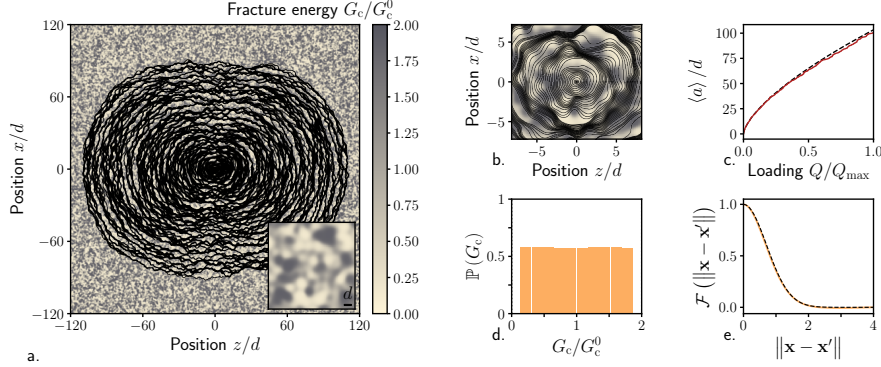 Fracture energy G_c/G_c^0
Position x/d
120
60
0
−60
−120
−120
−60
0
60
120
Position z/d
d
a.
2.00
1.75
1.50
1.25
1.00
0.75
0.50
0.25
0.00
Position x/d
5
0
−5
−5
0
5
b.
Position z/d
⟨a⟩/d
100
75
50
25
0
0.0
0.5
1.0
c.
Loading Q/Q_max
ℙ(G_c)
1
0
0
1
2
d.
G_c/G_c^0
ℱ(||x − x′||)
1.0
0.5
0.0
0
2
4
e.
||x − x′||